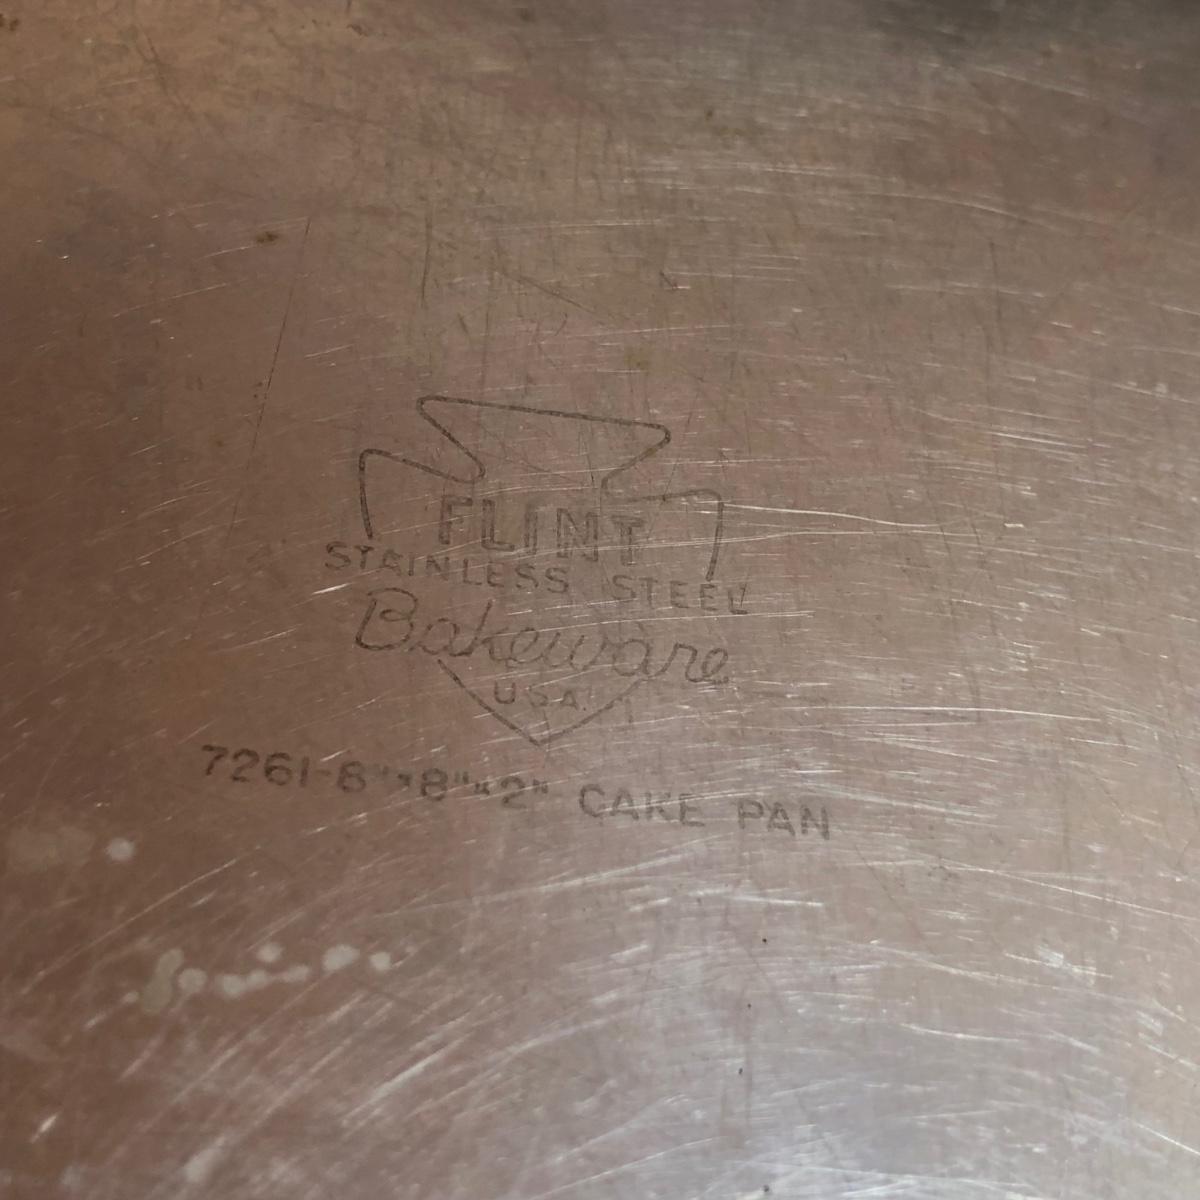 FLINT
STAINLESS STEEL
Bakeware
U.S.A.
7261-8"x8"x2" CAKE PAN